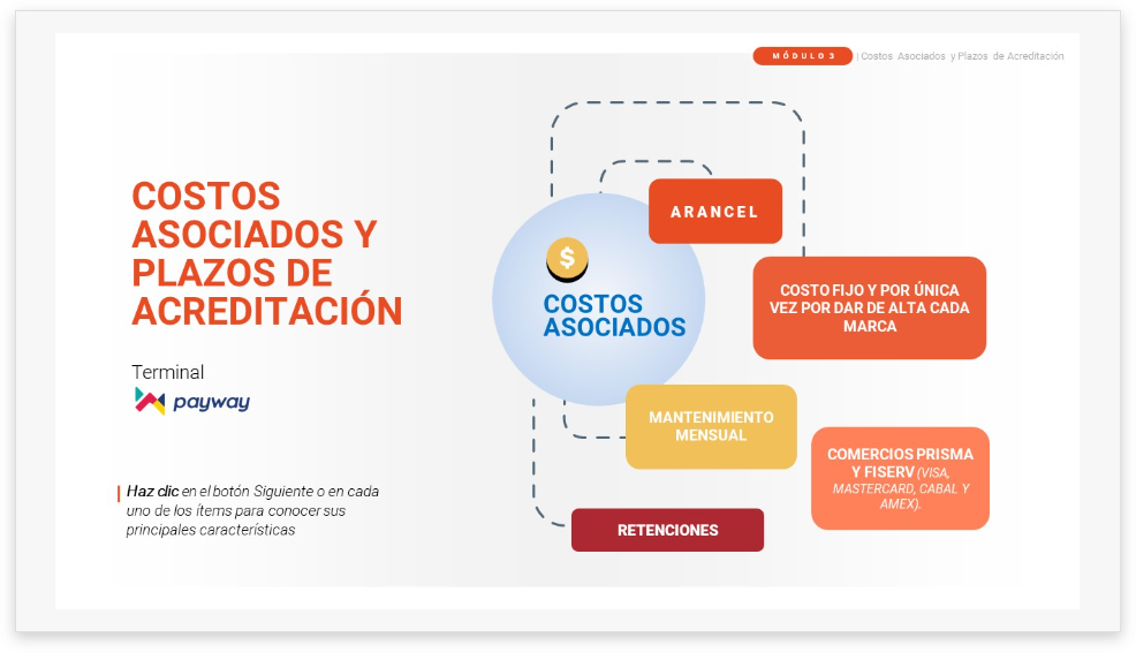 MÓDULO 3 | Costos Asociados y Plazos de Acreditación
COSTOS
ASOCIADOS Y
PLAZOS DE
ACREDITACIÓN
Terminal
payway
Haz clic en el botón Siguiente o en cada
uno de los ítems para conocer sus
principales características
$
COSTOS
ASOCIADOS
ARANCEL
COSTO FIJO Y POR ÚNICA
VEZ POR DAR DE ALTA CADA
MARCA
MANTENIMIENTO
MENSUAL
COMERCIOS PRISMA
Y FISERV (VISA,
MASTERCARD, CABAL Y
AMEX).
RETENCIONES